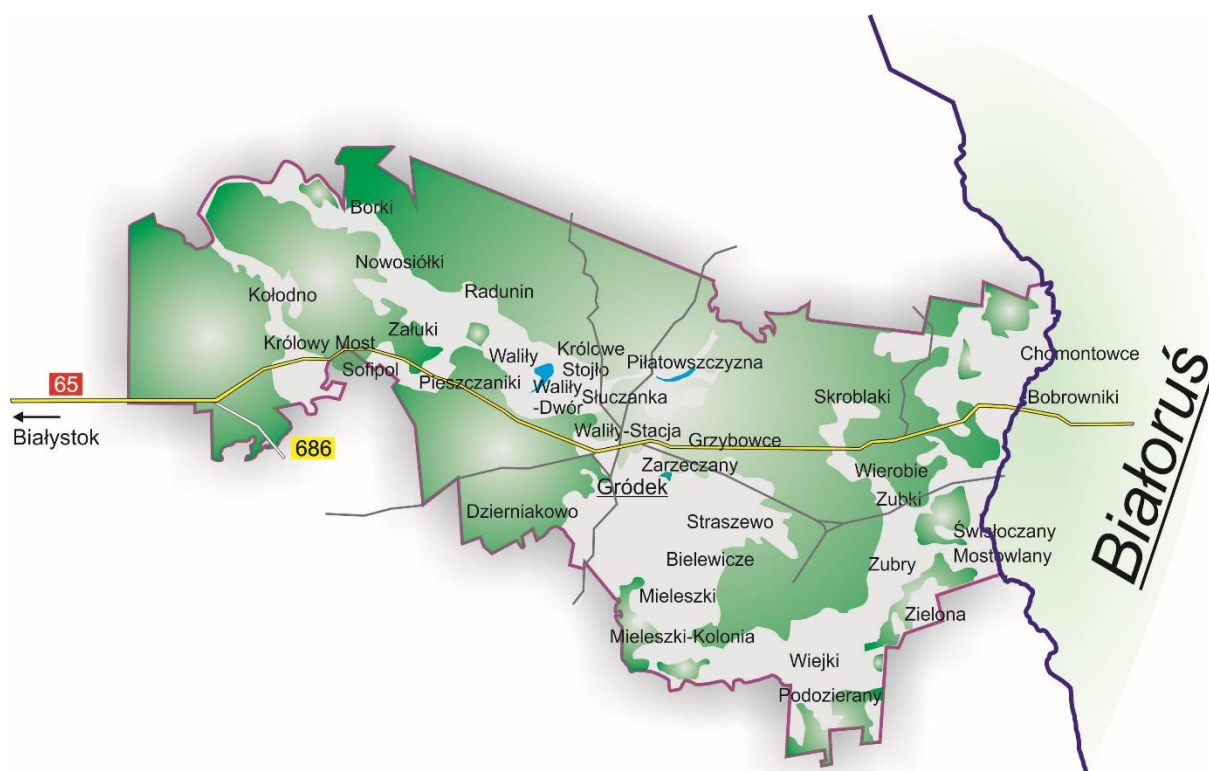 Borki
Nowosiółki
Radunin
Kołodno
Załuki
Królowy Most
Sofipol
Pieszczaniki
Waliły
Królowe
Stojło
Piłatowszczyzna
Waliły
-Dwór
Słuczanka
Chomontowce
65
Białystok
686
Skroblaki
Bobrowniki
Waliły-Stacja
Grzybowce
Zarzeczany
Gródek
Wierobie
Zubki
Dzierniakowo
Straszewo
Świsłoczany
Mostowlany
Bielewicze
Zubry
Mieleszki
Zielona
Mieleszki-Kolonia
Wiejki
Podozierany
Białoruś